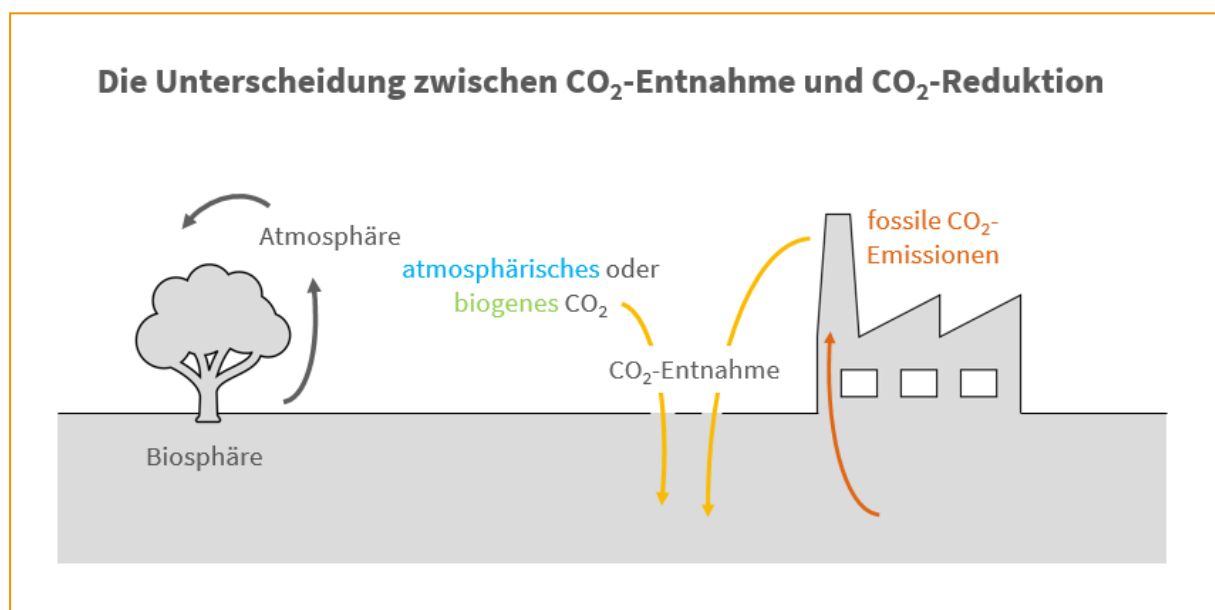 Die Unterscheidung zwischen CO₂-Entnahme und CO₂-Reduktion
Atmosphäre
Biosphäre
atmosphärisches oder
biogenes CO₂
CO₂-Entnahme
fossile CO₂-
Emissionen